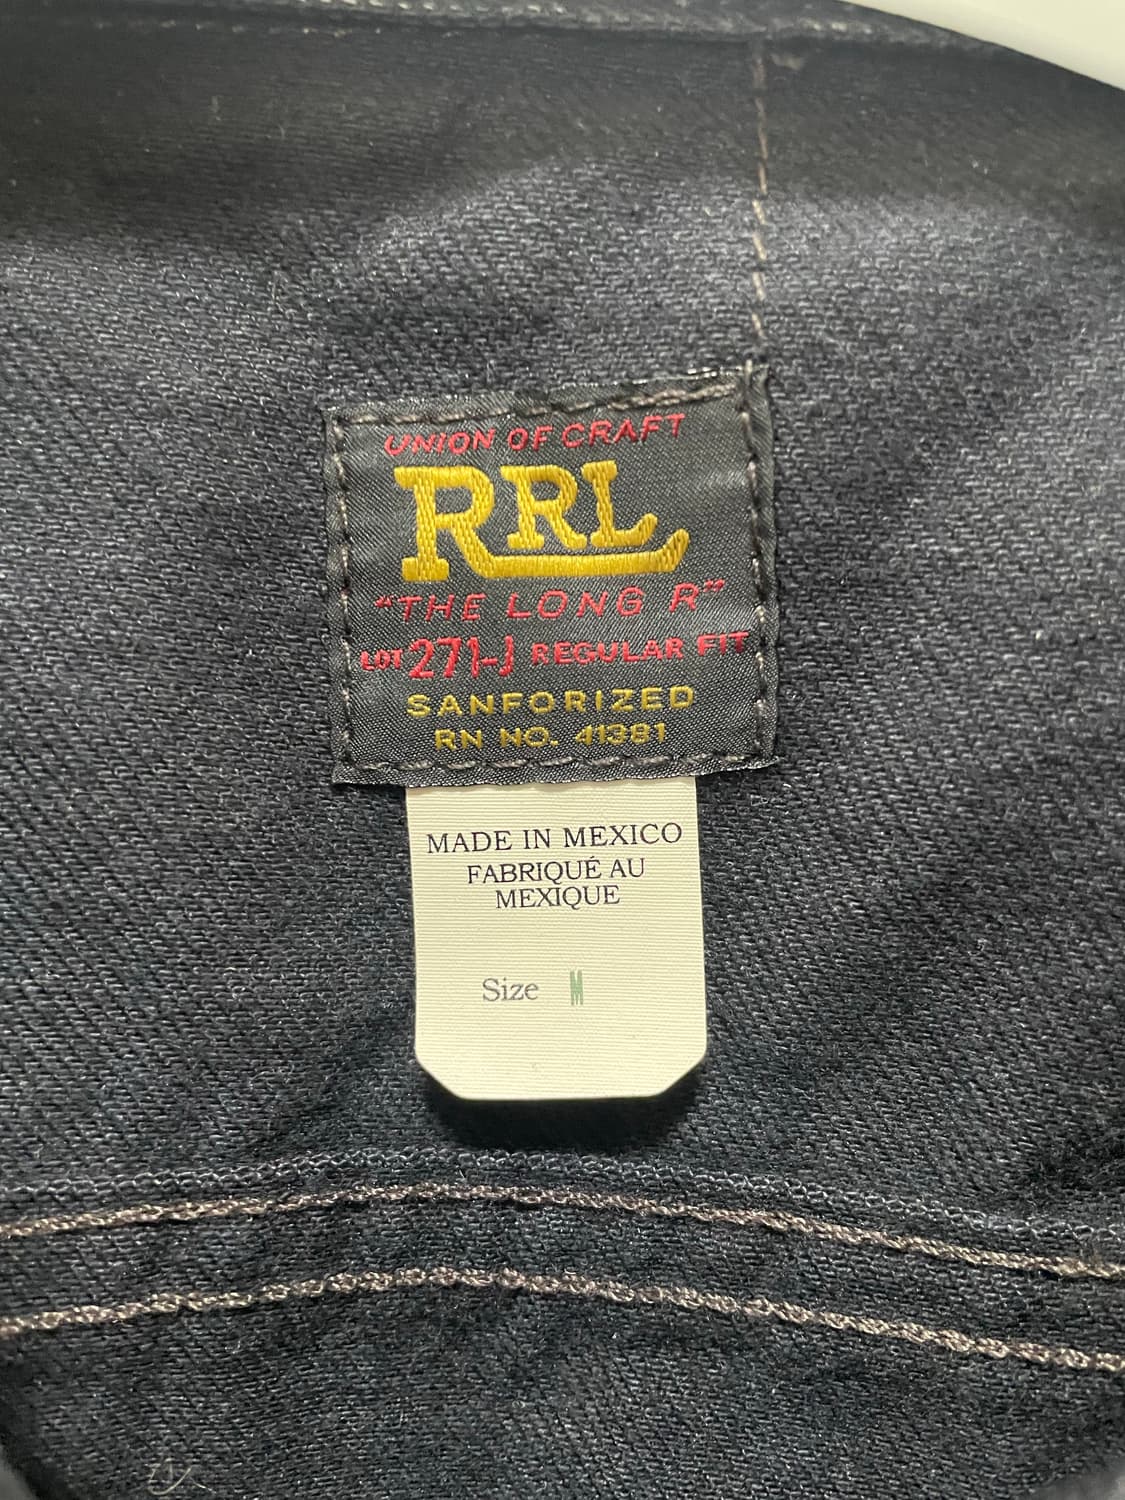 UNION OF CRAFT
RRL
"THE LONG R"
LOT 271-J REGULAR FIT
SANFORIZED
RN NO. 41381
MADE IN MEXICO
FABRIQUÉ AU
MEXIQUE
Size M